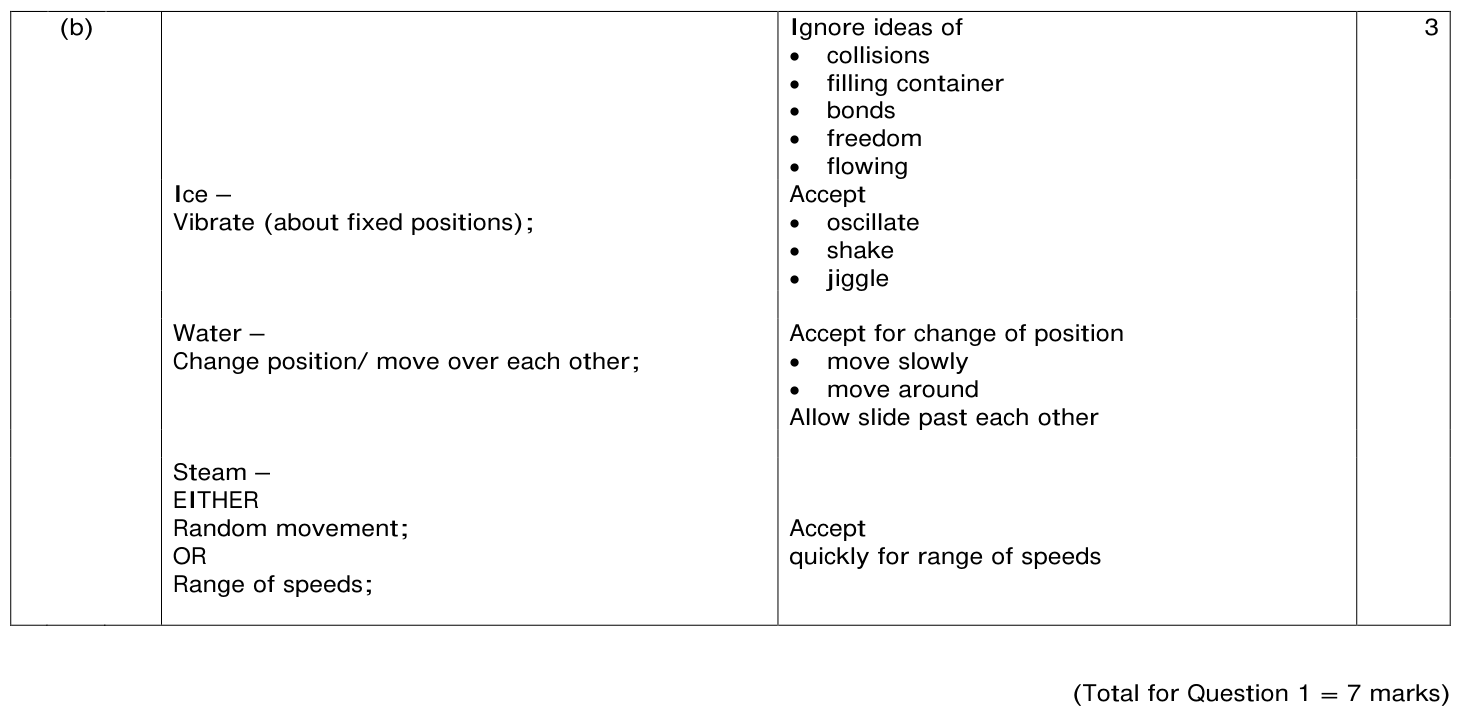 (b)
Ignore ideas of
3
• collisions
• filling container
• bonds
• freedom
• flowing
Ice –
Accept
Vibrate (about fixed positions);
• oscillate
• shake
• jiggle
Water –
Accept for change of position
Change position/ move over each other;
• move slowly
• move around
Allow slide past each other
Steam –
EITHER
Random movement;
Accept
OR
quickly for range of speeds
Range of speeds;
(Total for Question 1 = 7 marks)